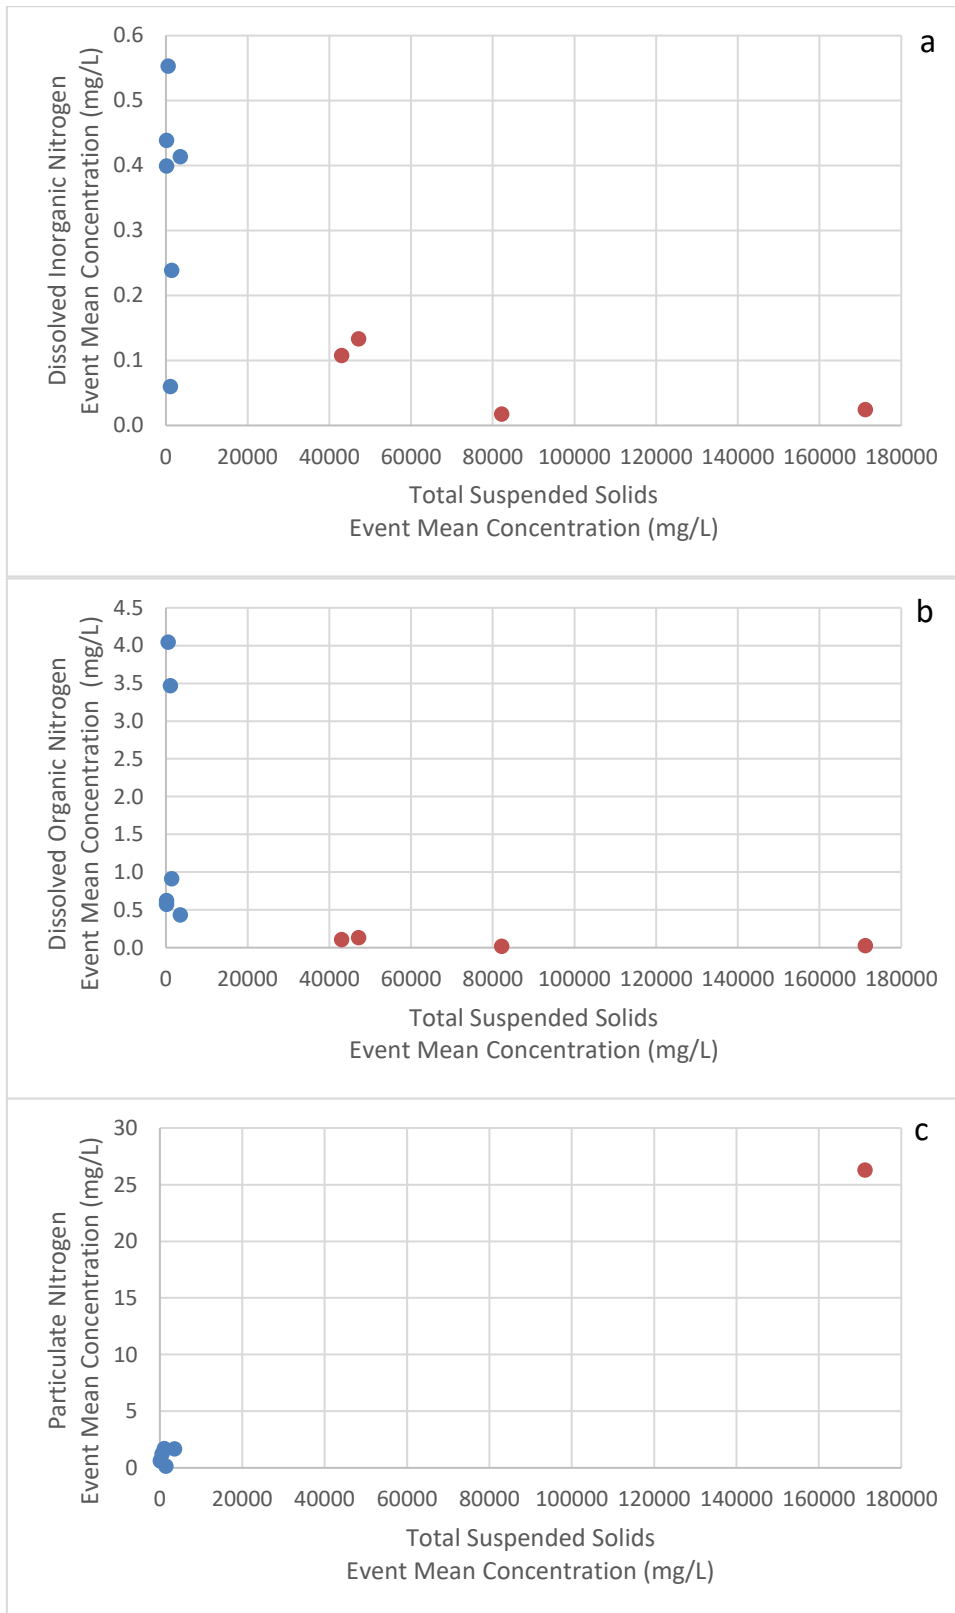 a
Dissolved Inorganic Nitrogen
Event Mean Concentration (mg/L)
0.6
0.5
0.4
0.3
0.2
0.1
0.0
0 20000 40000 60000 80000 100000 120000 140000 160000 180000
Total Suspended Solids
Event Mean Concentration (mg/L)
b
Dissolved Organic Nitrogen
Event Mean Concentration (mg/L)
4.5
4.0
3.5
3.0
2.5
2.0
1.5
1.0
0.5
0.0
0 20000 40000 60000 80000 100000 120000 140000 160000 180000
Total Suspended Solids
Event Mean Concentration (mg/L)
c
Particulate NItrogen
Event Mean Concentration (mg/L)
30
25
20
15
10
5
0
0 20000 40000 60000 80000 100000 120000 140000 160000 180000
Total Suspended Solids
Event Mean Concentration (mg/L)